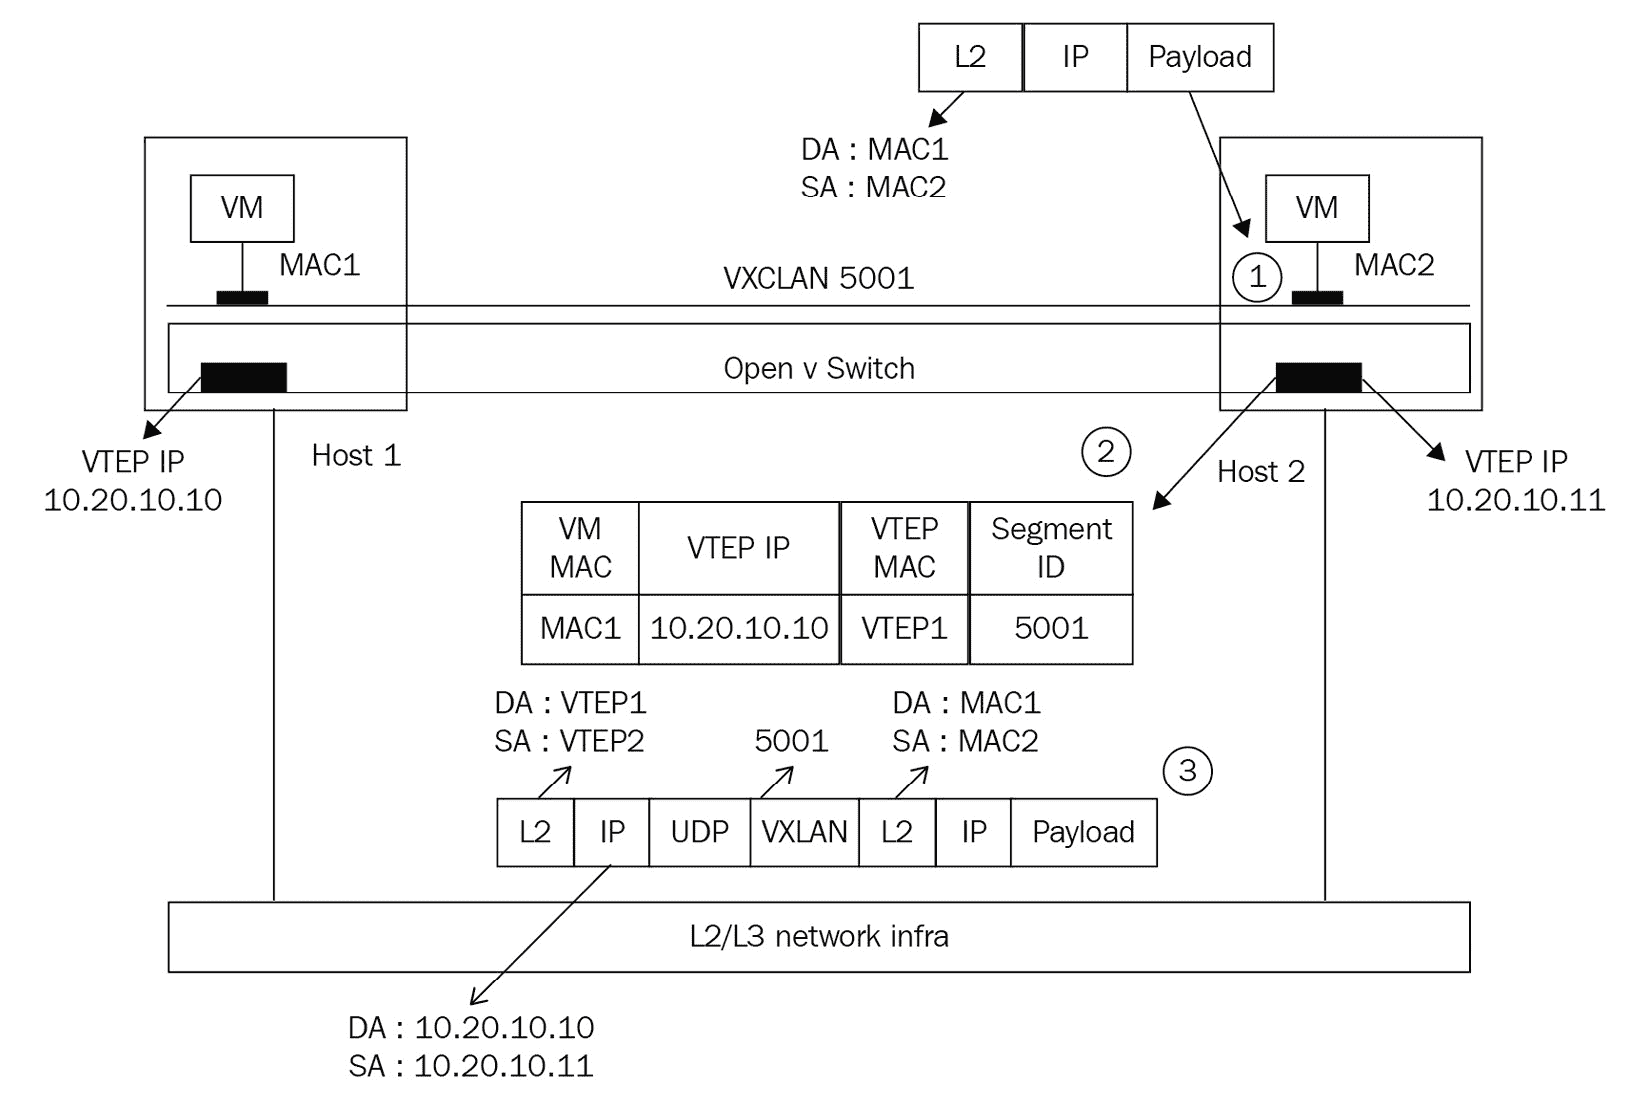 L2 IP Payload
DA : MAC1
SA : MAC2
VM
MAC1
VM
MAC2
VXCLAN 5001
1
Open v Switch
VTEP IP
10.20.10.10
Host 1
2
Host 2
VTEP IP
10.20.10.11
VM
MAC
VTEP IP
VTEP
MAC
Segment
ID
MAC1 10.20.10.10 VTEP1 5001
DA : VTEP1
SA : VTEP2
5001
DA : MAC1
SA : MAC2
3
L2 IP UDP VXLAN L2 IP Payload
L2/L3 network infra
DA : 10.20.10.10
SA : 10.20.10.11